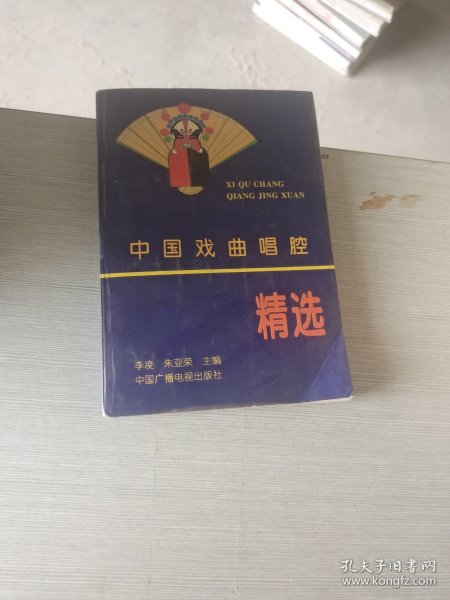 XI QU CHANG
QIANG JING XUAN
中国戏曲唱腔
精选
李凌 朱亚荣 主编
中国广播电视出版社
孔夫子旧书网
www.kongfz.com